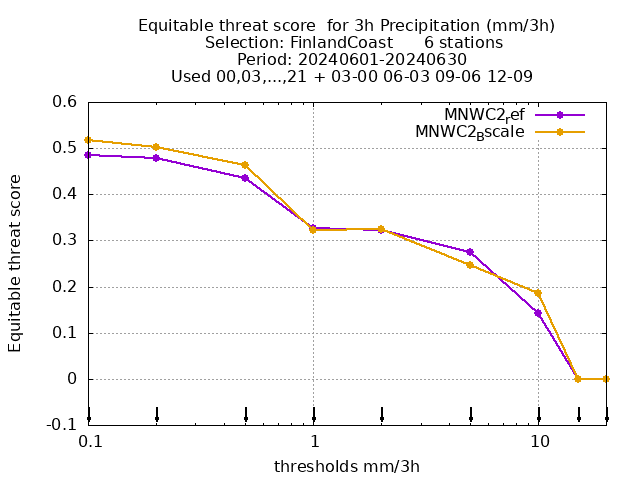 Equitable threat score  for 3h Precipitation (mm/3h)
Selection: FinlandCoast      6 stations
Period: 20240601-20240630
Used 00,03,...,21 + 03-00 06-03 09-06 12-09
MNWC2ref
MNWC2Bscale
0.6
0.5
0.4
0.3
0.2
0.1
0
-0.1
Equitable threat score
0.1 1 10
thresholds mm/3h